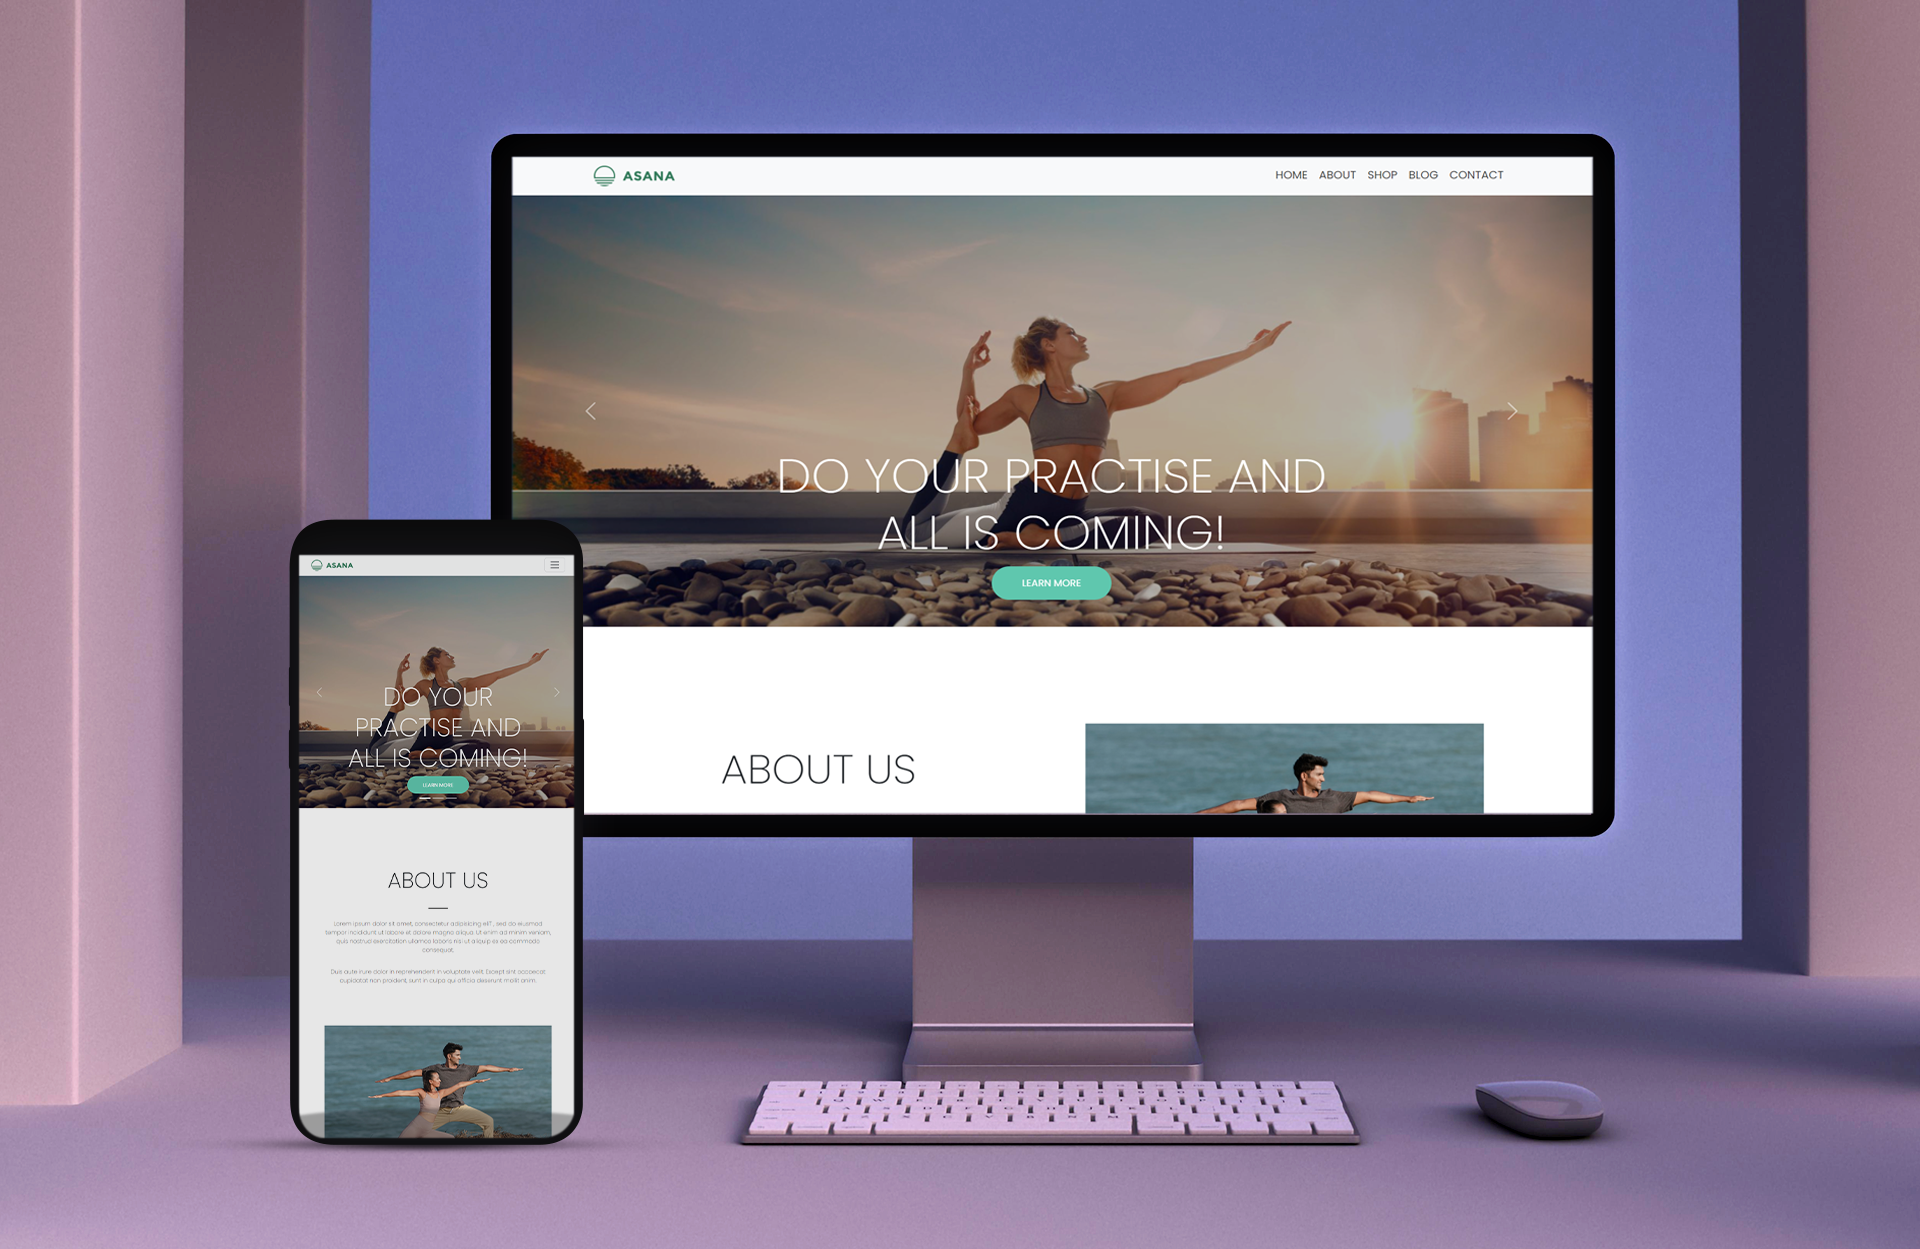 ASANA
HOME ABOUT SHOP BLOG CONTACT
DO YOUR PRACTISE AND
ALL IS COMING!
LEARN MORE
ABOUT US
ASANA
DO YOUR
PRACTISE AND
ALL IS COMING!
LEARN MORE
ABOUT US
Lorem ipsum dolor sit amet, consectetur adipisicing elit, sed do eiusmod
tempor incididunt ut labore et dolore magna aliqua. Ut enim ad minim veniam,
quis nostrud exercitation ullamco laboris nisi ut aliquip ex ea commodo
consequat.
Duis aute irure dolor in reprehenderit in voluptate velit. Except sint occaecat
cupidatat non proident, sunt in culpa qui officia deserunt mollit anim.